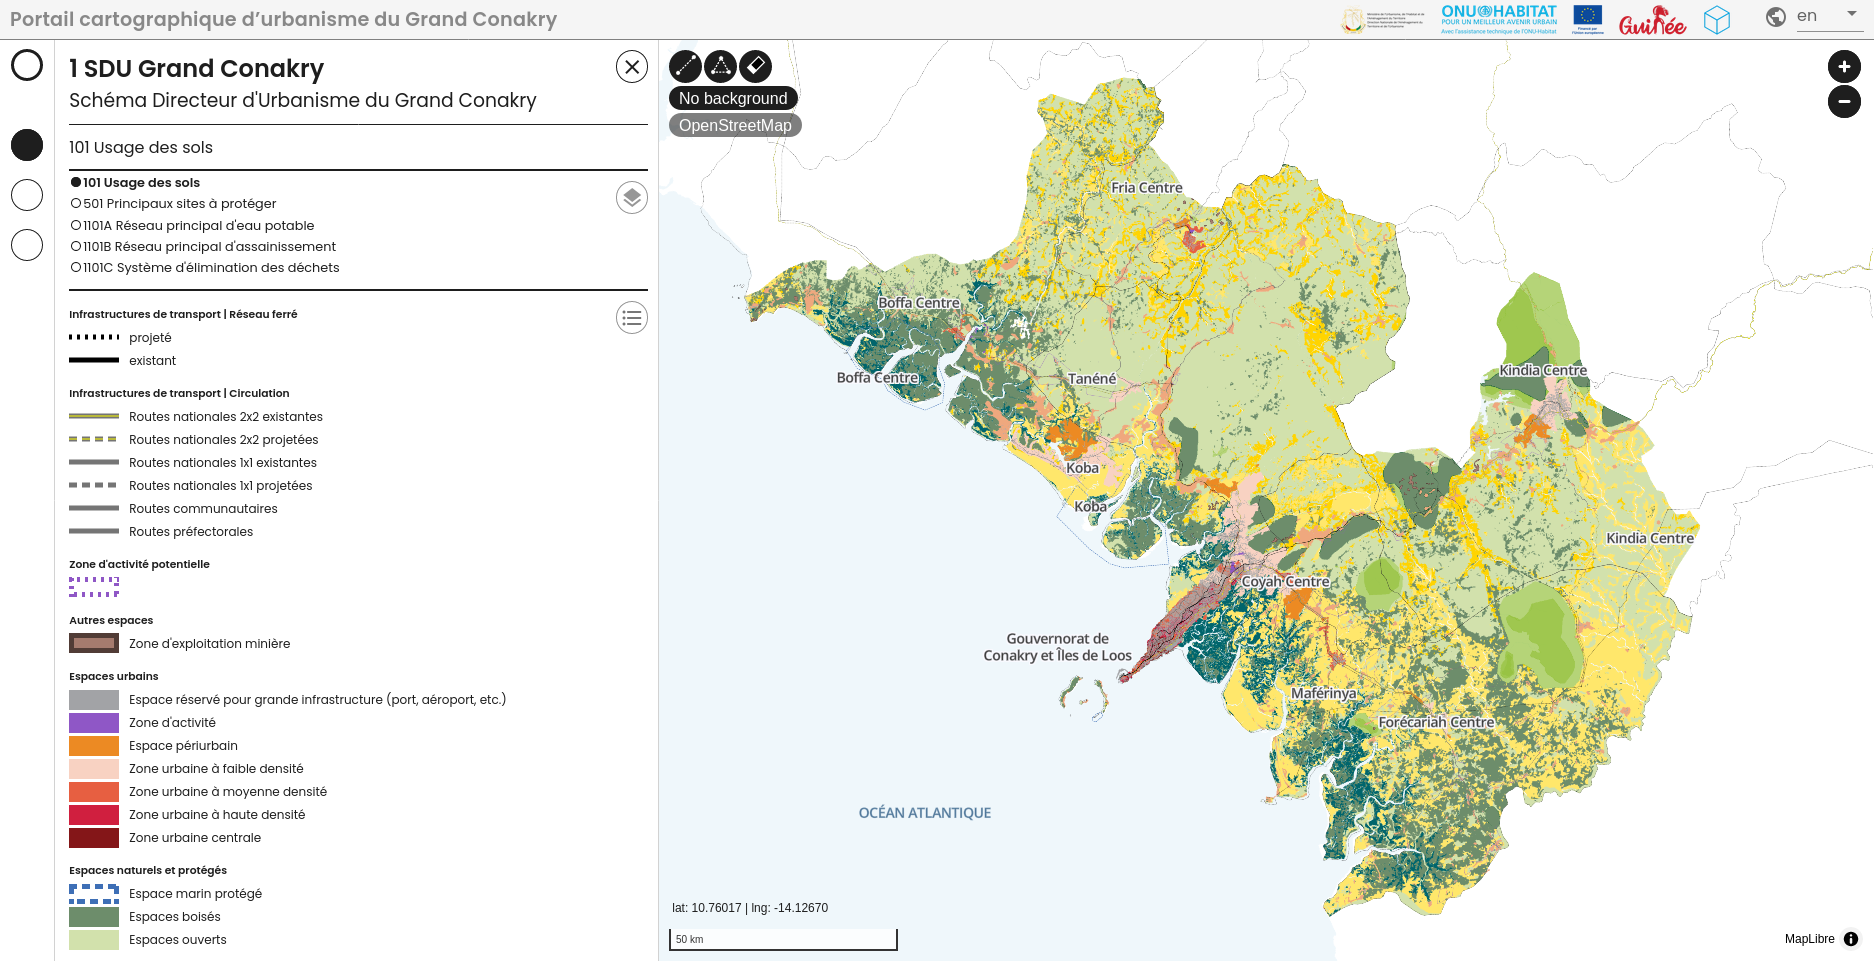 Portail cartographique d’urbanisme du Grand Conakry
ONU HABITAT
POUR UN MEILLEUR AVENIR URBAIN
Avec l'assistance technique de l'ONU-Habitat
Guinée
en
1 SDU Grand Conakry
Schéma Directeur d'Urbanisme du Grand Conakry
101 Usage des sols
101 Usage des sols
501 Principaux sites à protéger
1101A Réseau principal d'eau potable
1101B Réseau principal d'assainissement
1101C Système d'élimination des déchets
Infrastructures de transport | Réseau ferré
projeté
existant
Infrastructures de transport | Circulation
Routes nationales 2x2 existantes
Routes nationales 2x2 projetées
Routes nationales 1x1 existantes
Routes nationales 1x1 projetées
Routes communautaires
Routes préfectorales
Zone d'activité potentielle
Autres espaces
Zone d'exploitation minière
Espaces urbains
Espace réservé pour grande infrastructure (port, aéroport, etc.)
Zone d'activité
Espace périurbain
Zone urbaine à faible densité
Zone urbaine à moyenne densité
Zone urbaine à haute densité
Zone urbaine centrale
Espaces naturels et protégés
Espace marin protégé
Espaces boisés
Espaces ouverts
No background
OpenStreetMap
Fria Centre
Boffa Centre
Boffa Centre
Tanéné
Kindia Centre
Koba
Koba
Kindia Centre
Coyah Centre
Gouvernorat de
Conakry et Îles de Loos
Maférinya
Forécariah Centre
OCÉAN ATLANTIQUE
lat: 10.76017 | lng: -14.12670
50 km
MapLibre